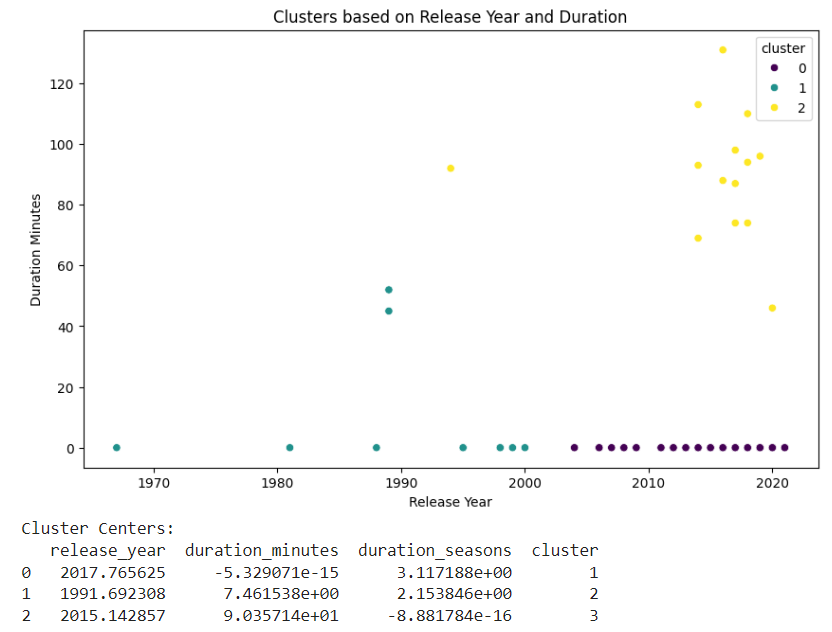 Clusters based on Release Year and Duration
cluster
0
1
2
120
100
80
60
40
20
0
Duration Minutes
1970 1980 1990 2000 2010 2020
Release Year
Cluster Centers:
release_year duration_minutes duration_seasons cluster
0 2017.765625 -5.329071e-15 3.117188e+00 1
1 1991.692308 7.461538e+00 2.153846e+00 2
2 2015.142857 9.035714e+01 -8.881784e-16 3